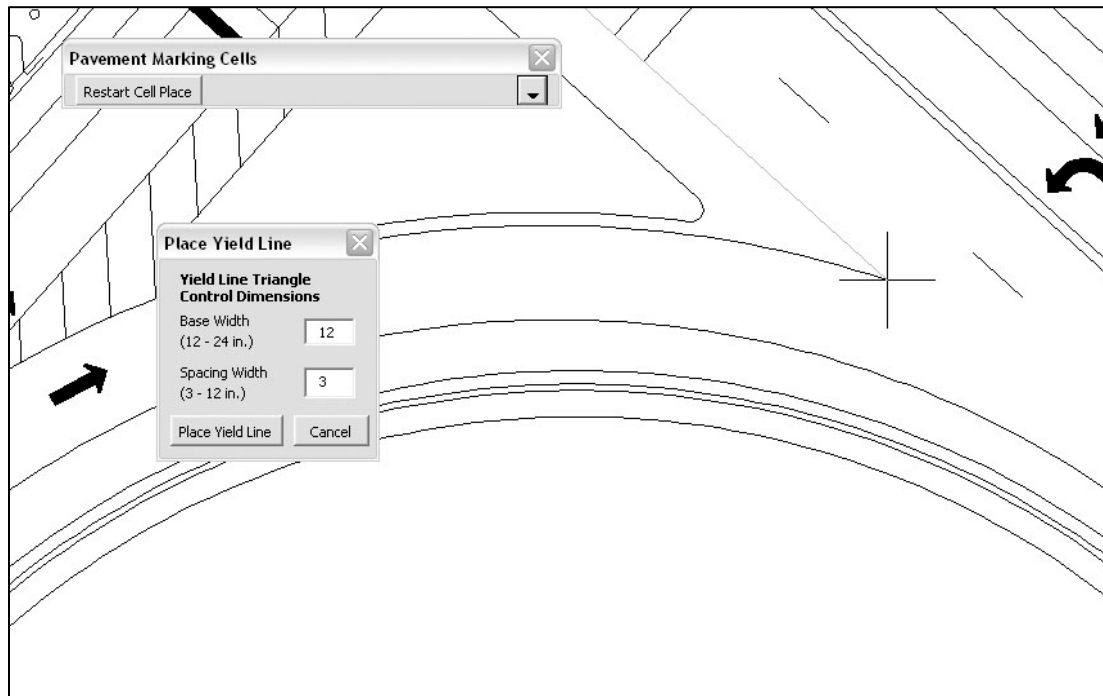 Pavement Marking Cells
Restart Cell Place
Place Yield Line
Yield Line Triangle
Control Dimensions
Base Width
(12 - 24 in.)
12
Spacing Width
(3 - 12 in.)
3
Place Yield Line
Cancel